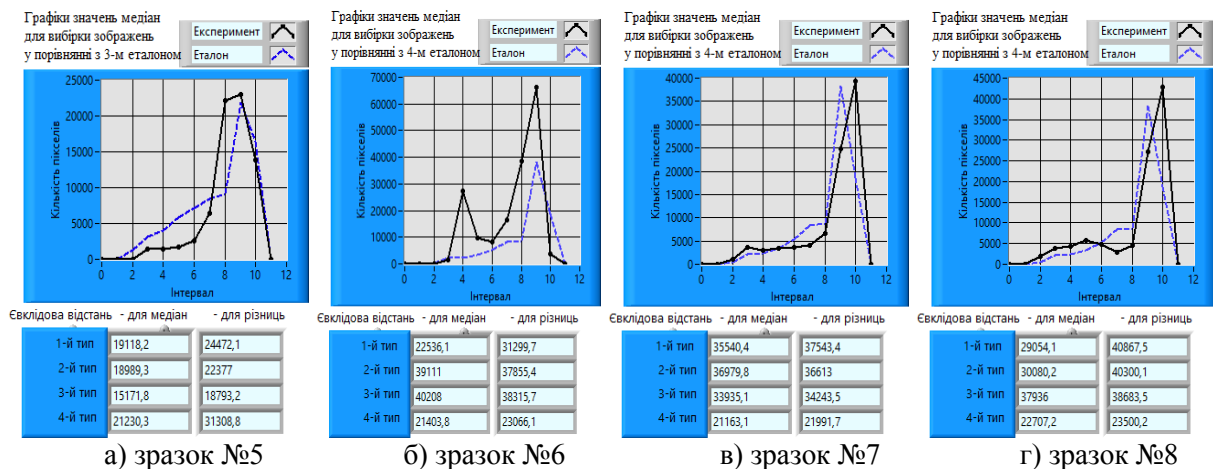 Графіки значень медіан
для вибірки зображень
у порівнянні з 3-м еталоном
Експеримент
Еталон
Кількість пікселів
25000
20000
15000
10000
5000
0
0 2 4 6 8 10 12
Інтервал
Євклідова відстань - для медіан - для різниць
1-й тип 19118,2 24472,1
2-й тип 18989,3 22377
3-й тип 15171,8 18793,2
4-й тип 21230,3 31308,8
а) зразок №5
Графіки значень медіан
для вибірки зображень
у порівнянні з 4-м еталоном
Експеримент
Еталон
Кількість пікселів
70000
60000
50000
40000
30000
20000
10000
0
0 2 4 6 8 10 12
Інтервал
Євклідова відстань - для медіан - для різниць
1-й тип 22536,1 31299,7
2-й тип 39111 37855,4
3-й тип 40208 38315,7
4-й тип 21403,8 23066,1
б) зразок №6
Графіки значень медіан
для вибірки зображень
у порівнянні з 4-м еталоном
Експеримент
Еталон
Кількість пікселів
40000
35000
30000
25000
20000
15000
10000
5000
0
0 2 4 6 8 10 12
Інтервал
Євклідова відстань - для медіан - для різниць
1-й тип 35540,4 37543,4
2-й тип 36979,8 36613
3-й тип 33935,1 34243,5
4-й тип 21163,1 21991,7
в) зразок №7
Графіки значень медіан
для вибірки зображень
у порівнянні з 4-м еталоном
Експеримент
Еталон
Кількість пікселів
45000
40000
35000
30000
25000
20000
15000
10000
5000
0
0 2 4 6 8 10 12
Інтервал
Євклідова відстань - для медіан - для різниць
1-й тип 29054,1 40867,5
2-й тип 30080,2 40300,1
3-й тип 37936 38683,5
4-й тип 22707,2 23500,2
г) зразок №8